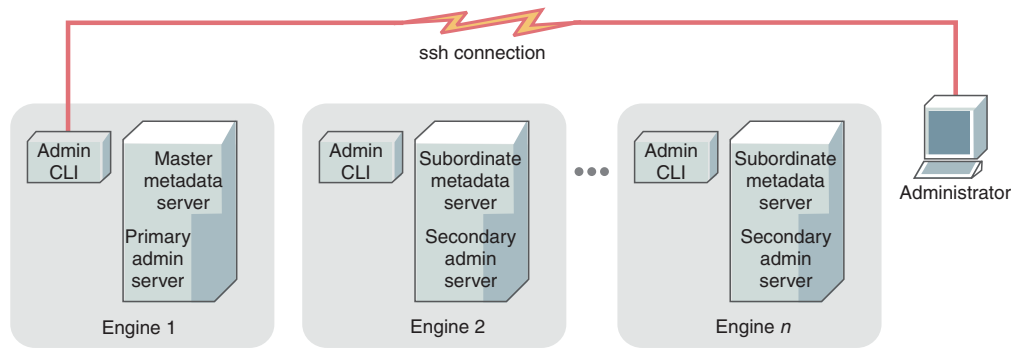 ssh connection
Admin
CLI
Master
metadata
server
Primary
admin
server
Engine 1
Admin
CLI
Subordinate
metadata
server
Secondary
admin
server
Engine 2
Admin
CLI
Subordinate
metadata
server
Secondary
admin
server
Engine n
Administrator